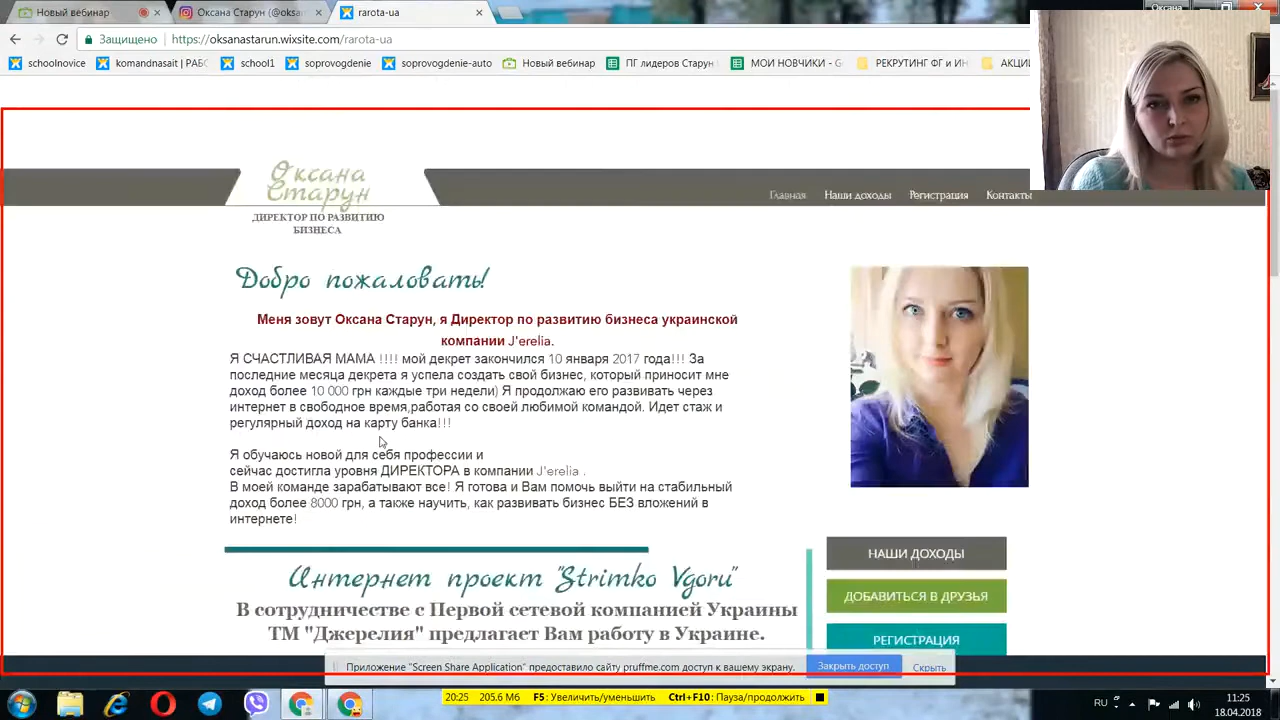 Новый вебинар
Оксана Старун (@oksan
rarota-ua
Оксана
Защищено
https://oksanastarun.wixsite.com/rarota-ua
schoolnovice
komandnasait | РАБО
school1
soprovogdenie
soprovogdenie-auto
Новый вебинар
ПГ лидеров Старун
МОИ НОВЧИКИ - G
РЕКРУТИНГ ФГ и ИН
АКЦИ
Оксана
Старун
ДИРЕКТОР ПО РАЗВИТИЮ
БИЗНЕСА
Главная
Наши доходы
Регистрация
Контакты
Добро пожаловать!
Меня зовут Оксана Старун, я Директор по развитию бизнеса украинской
компании J'erelia.
Я СЧАСТЛИВАЯ МАМА !!!! мой декрет закончился 10 января 2017 года!!! За
последние месяца декрета я успела создать свой бизнес, который приносит мне
доход более 10 000 грн каждые три недели) Я продолжаю его развивать через
интернет в свободное время,работая со своей любимой командой. Идет стаж и
регулярный доход на карту банка!!!
Я обучаюсь новой для себя профессии и
сейчас достигла уровня ДИРЕКТОРА в компании J'erelia .
В моей команде зарабатывают все! Я готова и Вам помочь выйти на стабильный
доход более 8000 грн, а также научить, как развивать бизнес БЕЗ вложений в
интернете!
НАШИ ДОХОДЫ
ДОБАВИТЬСЯ В ДРУЗЬЯ
РЕГИСТРАЦИЯ
Интернет проект "Strimko Vgoru"
В сотрудничестве с Первой сетевой компанией Украины
ТМ "Джерелия" предлагает Вам работу в Украине.
Приложение "Screen Share Application" предоставило сайту pruffme.com доступ к вашему экрану.
Закрыть доступ
Скрыть
20:25 205.6 М6 F5: Увеличить/уменьшить Ctrl+F10: Пауза/продолжить
RU
11:25
18.04.2018